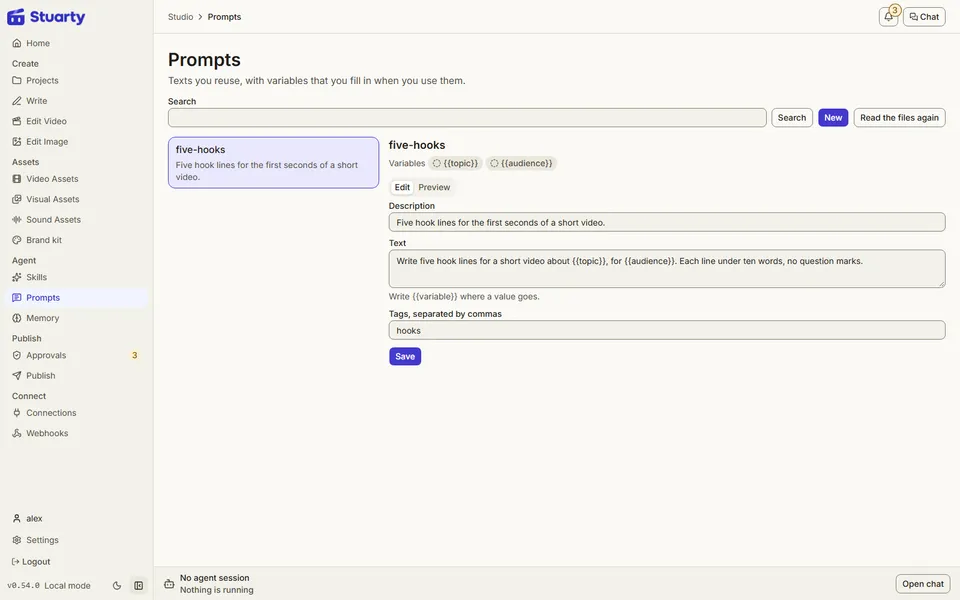 Stuarty
Studio > Prompts
3
Chat
Home
Create
Projects
Write
Edit Video
Edit Image
Assets
Video Assets
Visual Assets
Sound Assets
Brand kit
Agent
Skills
Prompts
Memory
Publish
Approvals 3
Publish
Connect
Connections
Webhooks
alex
Settings
Logout
v0.54.0 Local mode
Prompts
Texts you reuse, with variables that you fill in when you use them.
Search
Search
New
Read the files again
five-hooks
Five hook lines for the first seconds of a short
video.
five-hooks
Variables {{topic}} {{audience}}
Edit Preview
Description
Five hook lines for the first seconds of a short video.
Text
Write five hook lines for a short video about {{topic}}, for {{audience}}. Each line under ten words, no question marks.
Write {{variable}} where a value goes.
Tags, separated by commas
hooks
Save
No agent session
Nothing is running
Open chat